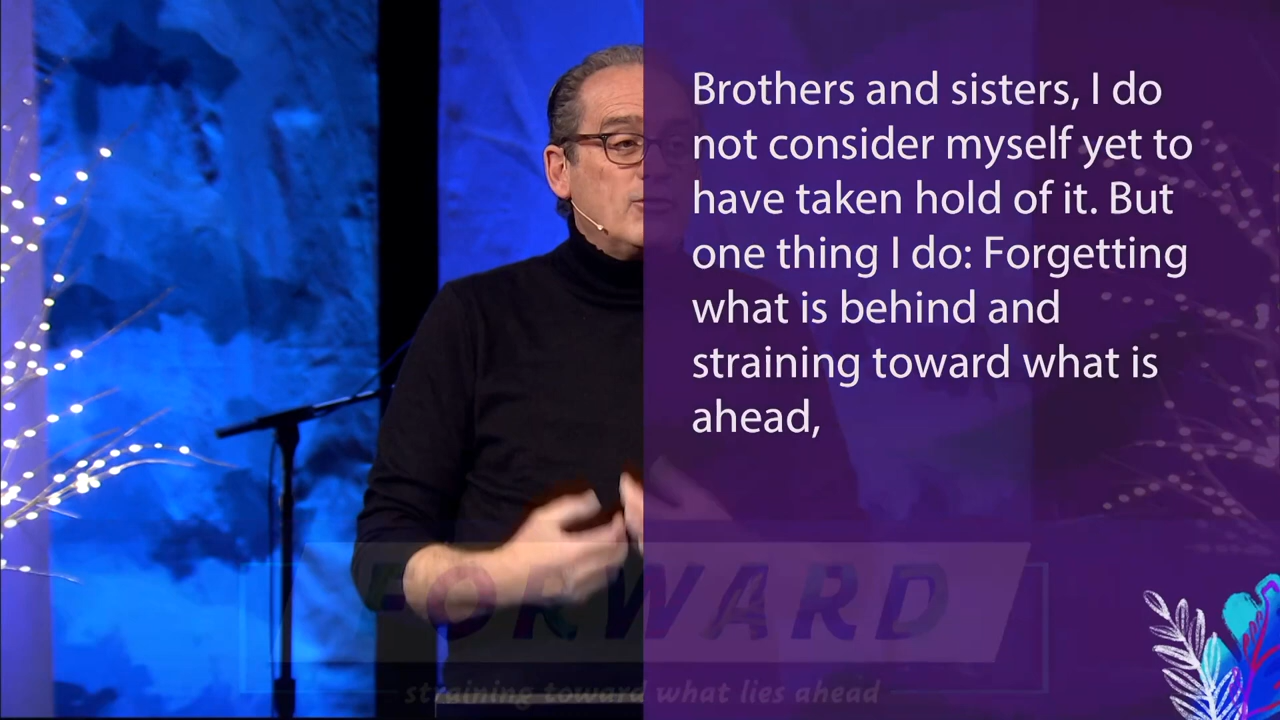 Brothers and sisters, I do
not consider myself yet to
have taken hold of it. But
one thing I do: Forgetting
what is behind and
straining toward what is
ahead,
FORWARD
straining toward what lies ahead